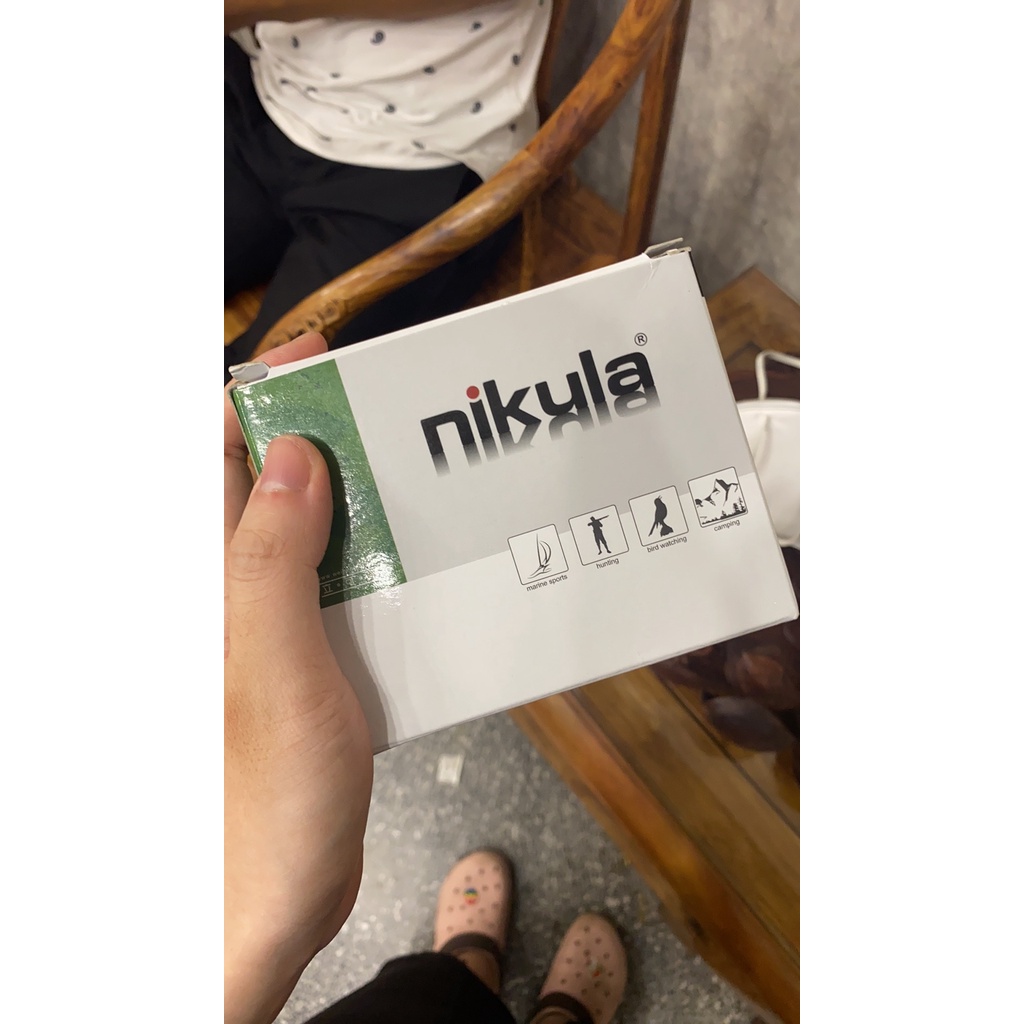 nikula®
marine sports
hunting
bird watching
camping